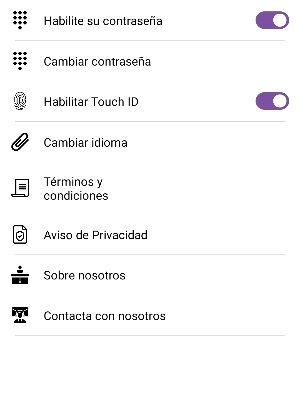 Habilite su contraseña
Cambiar contraseña
Habilitar Touch ID
Cambiar idioma
Términos y
condiciones
Aviso de Privacidad
Sobre nosotros
Contacta con nosotros